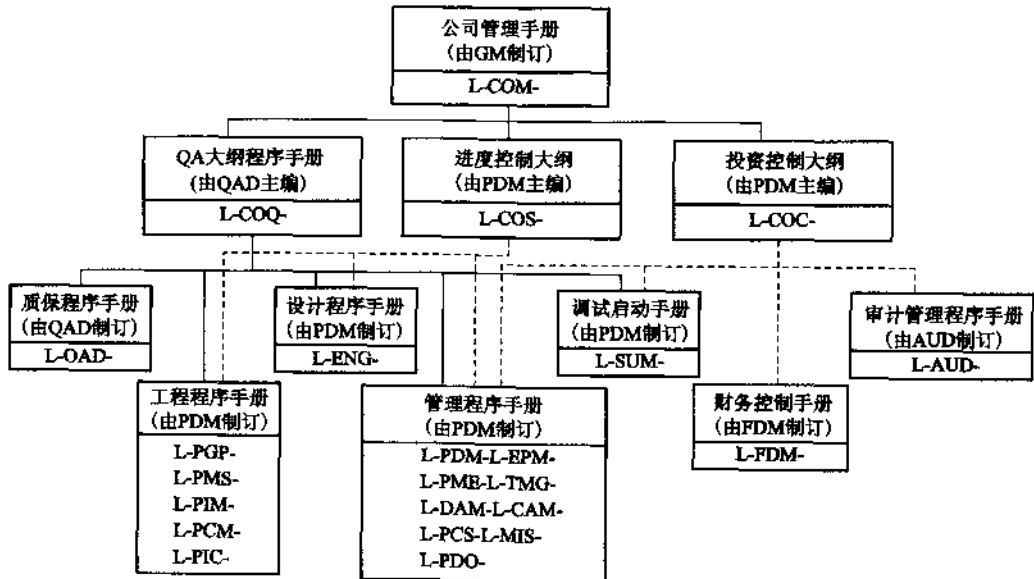 公司管理手册
(由GM制订)
L-COM-
QA大纲程序手册
(由QAD主编)
L-COQ-
进度控制大纲
(由PDM主编)
L-COS-
投资控制大纲
(由PDM主编)
L-COC-
质保程序手册
(由QAD制订)
L-OAD-
设计程序手册
(由PDM制订)
L-ENG-
调试启动手册
(由PDM制订)
L-SUM-
审计管理程序手册
(由AUD制订)
L-AUD-
工程程序手册
(由PDM制订)
L-PGP-
L-PMS-
L-PIM-
L-PCM-
L-PIC-
管理程序手册
(由PDM制订)
L-PDM-L-EPM-
L-PME-L-TMG-
L-DAM-L-CAM-
L-PCS-L-MIS-
L-PDO-
财务控制手册
(由FDM制订)
L-FDM-